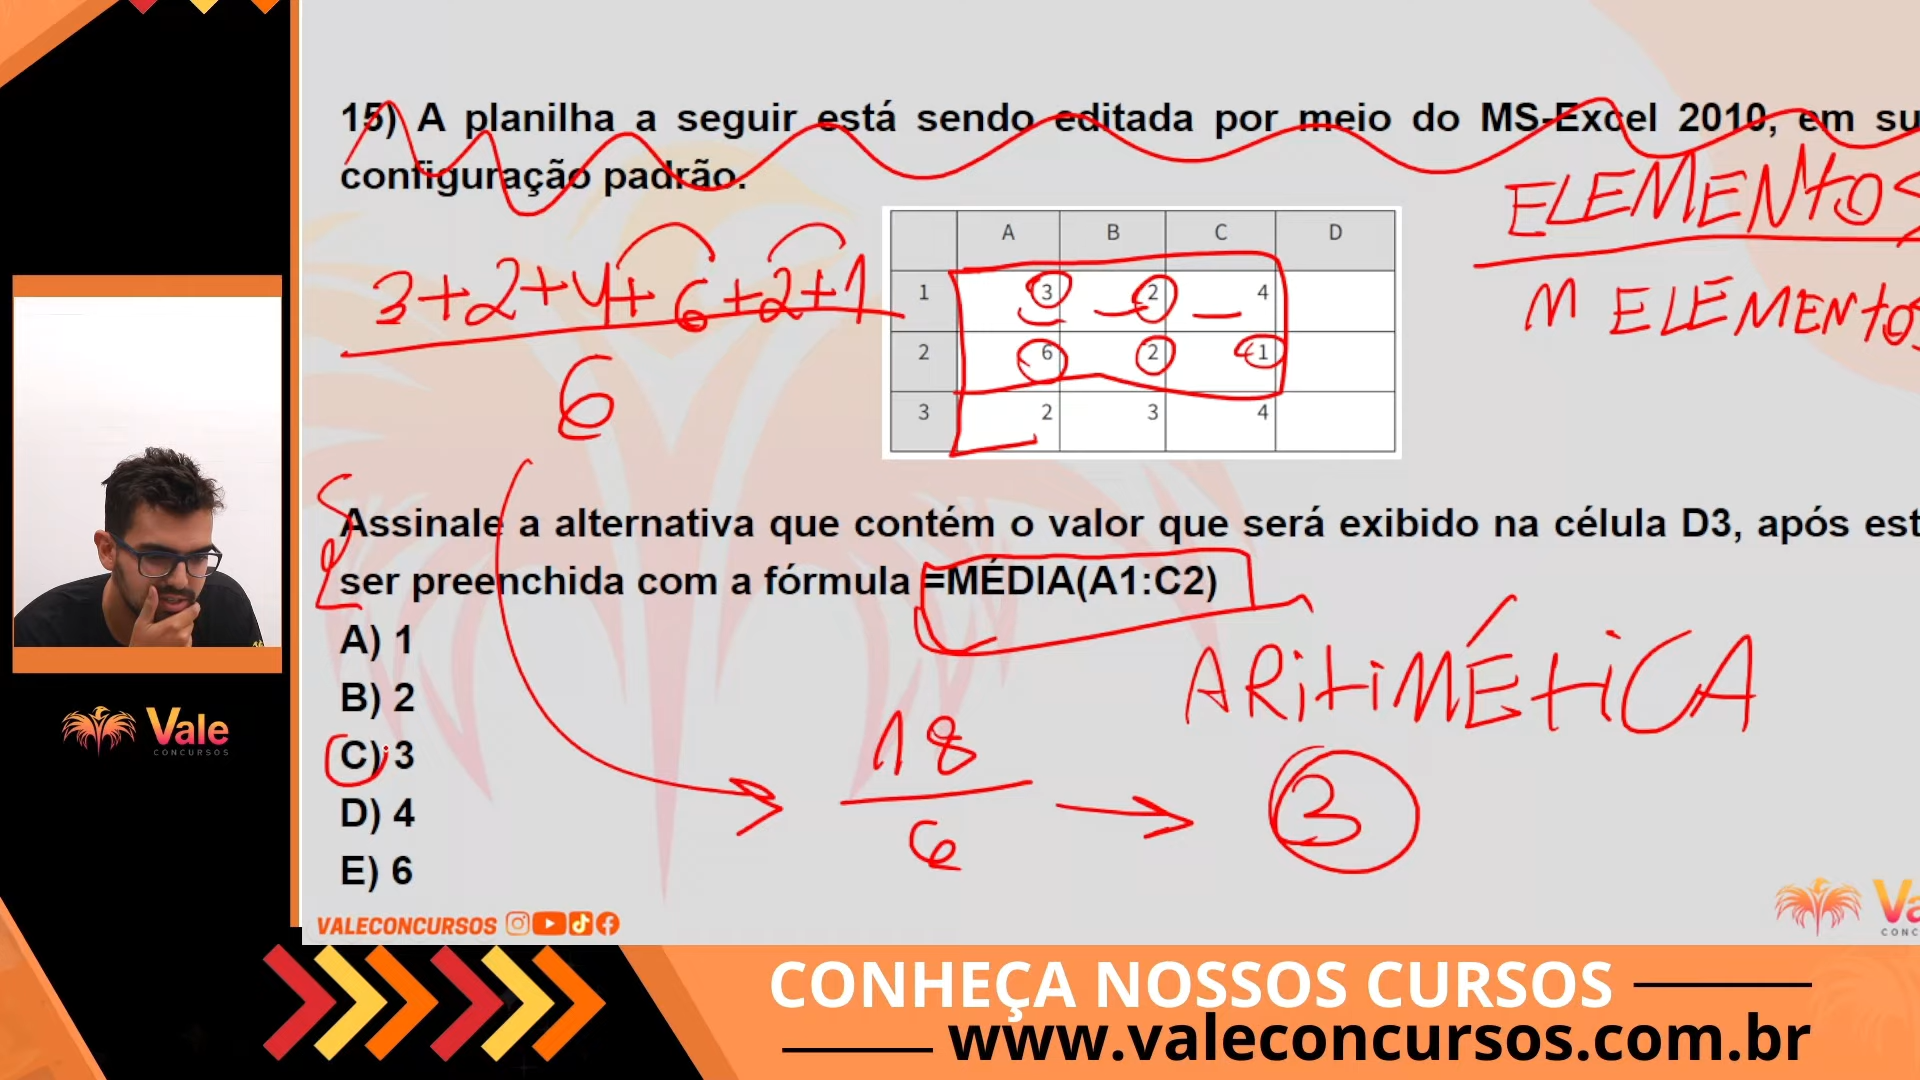 15) A planilha a seguir está sendo editada por meio do MS-Excel 2010, em su
configuração padrão.
ELEMENTOS
N ELEMENTOS
3+2+4+6+2+1
6
A B C D
1 3 2 4
2 6 2 1
3 2 3 4
Assinale a alternativa que contém o valor que será exibido na célula D3, após est
ser preenchida com a fórmula =MÉDIA(A1:C2)
A) 1
B) 2
C) 3
D) 4
E) 6
ARITIMÉTICA
18
6
3
Vale
CONCURSOS
VALECONCURSOS
Va
CONC
CONHEÇA NOSSOS CURSOS
www.valeconcursos.com.br